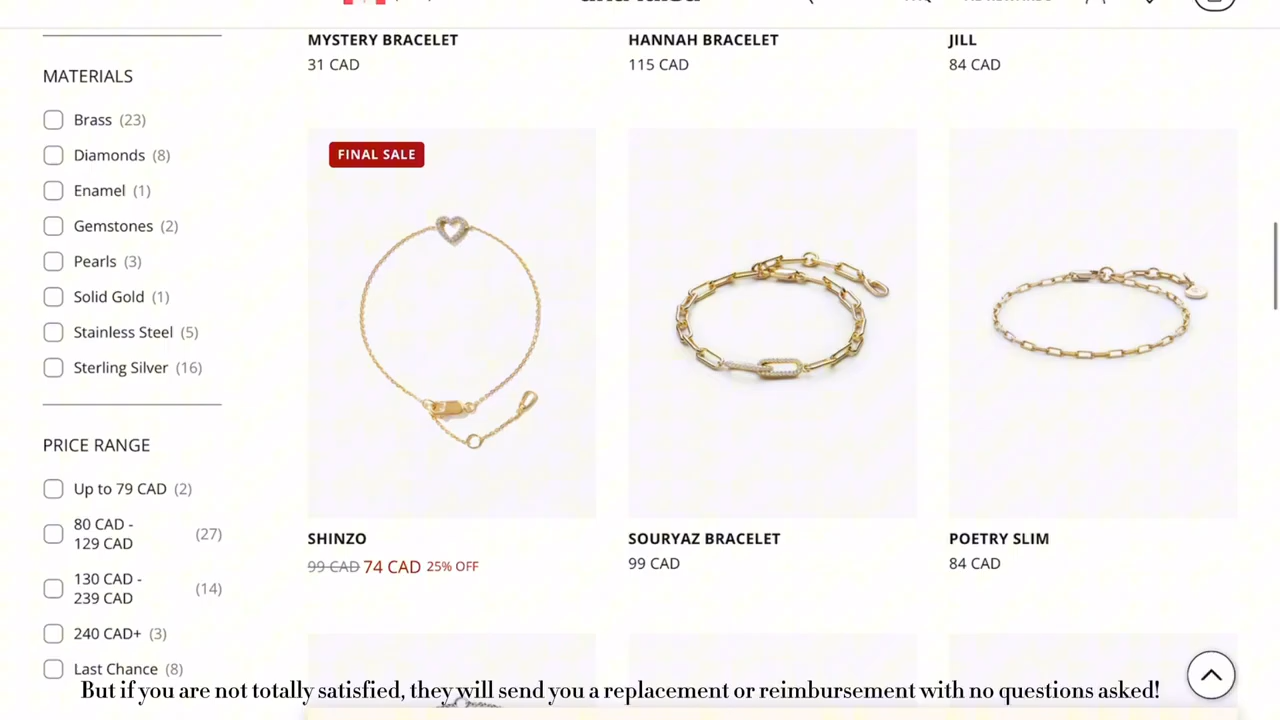 MYSTERY BRACELET
31 CAD
HANNAH BRACELET
115 CAD
JILL
84 CAD
MATERIALS
Brass (23)
Diamonds (8)
Enamel (1)
Gemstones (2)
Pearls (3)
Solid Gold (1)
Stainless Steel (5)
Sterling Silver (16)
PRICE RANGE
Up to 79 CAD (2)
80 CAD -
129 CAD (27)
130 CAD -
239 CAD (14)
240 CAD+ (3)
Last Chance (8)
FINAL SALE
SHINZO
99 CAD 74 CAD 25% OFF
SOURYAZ BRACELET
99 CAD
POETRY SLIM
84 CAD
But if you are not totally satisfied, they will send you a replacement or reimbursement with no questions asked!